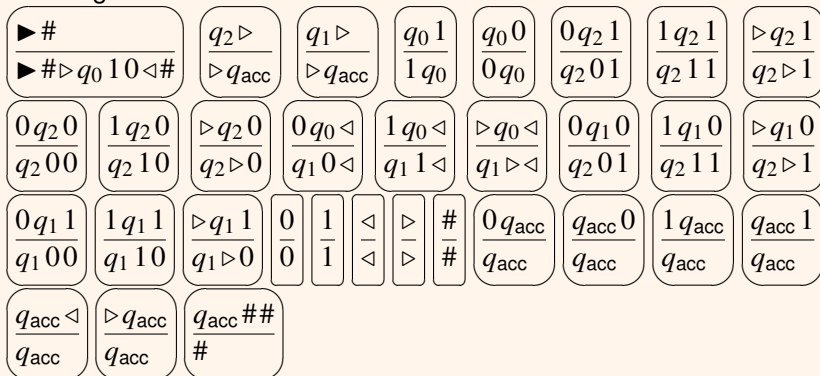 ▶# q₂▷ q₁▷ q₀1 q₀0 0q₂1 1q₂1 ▷q₂1
▶#▷q₀10◁# ▷q_acc ▷q_acc 1q₀ 0q₀ q₂01 q₂11 q₂▷1
0q₂0 1q₂0 ▷q₂0 0q₀◁ 1q₀◁ ▷q₀◁ 0q₁0 1q₁0 ▷q₁0
q₂00 q₂10 q₂▷0 q₁0◁ q₁1◁ q₁▷◁ q₂01 q₂11 q₂▷1
0q₁1 1q₁1 ▷q₁1 0 1 ◁ ▷ # 0q_acc q_acc0 1q_acc q_acc1
q₁00 q₁10 q₁▷0 0 1 ◁ ▷ # q_acc q_acc q_acc q_acc
q_acc◁ ▷q_acc q_acc##
q_acc q_acc #